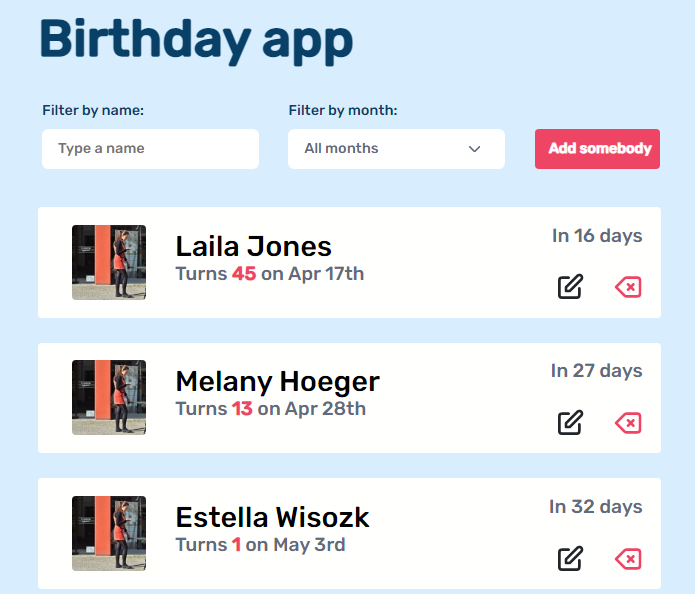 Birthday app
Filter by name:
Filter by month:
Type a name
All months
Add somebody
Laila Jones
Turns 45 on Apr 17th
In 16 days
Melany Hoeger
Turns 13 on Apr 28th
In 27 days
Estella Wisozk
Turns 1 on May 3rd
In 32 days